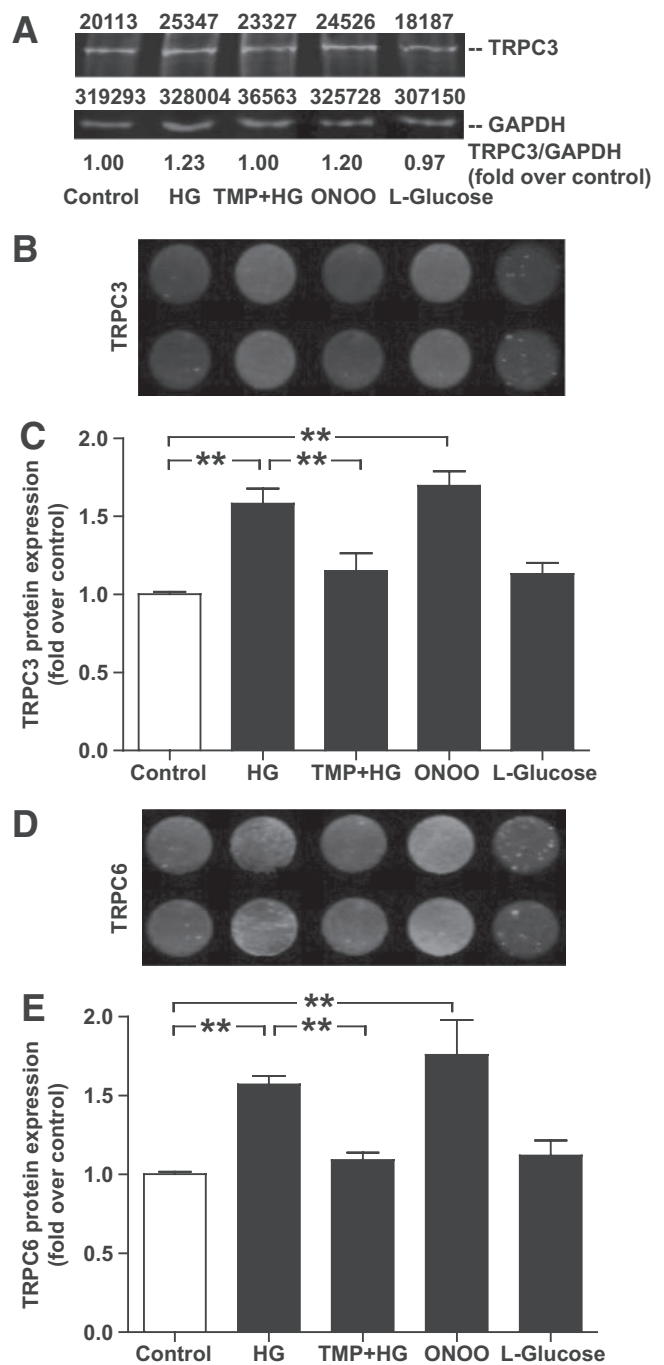 A
20113 25347 23327 24526 18187
-- TRPC3
319293 328004 36563 325728 307150
-- GAPDH
TRPC3/GAPDH
(fold over control)
1.00 1.23 1.00 1.20 0.97
Control HG TMP+HG ONOO L-Glucose
B
TRPC3
C
TRPC3 protein expression
(fold over control)
2.0
1.5
1.0
0.5
0.0
**
** **
Control HG TMP+HG ONOO L-Glucose
D
TRPC6
E
TRPC6 protein expression
(fold over control)
2.0
1.5
1.0
0.5
0.0
**
** **
Control HG TMP+HG ONOO L-Glucose